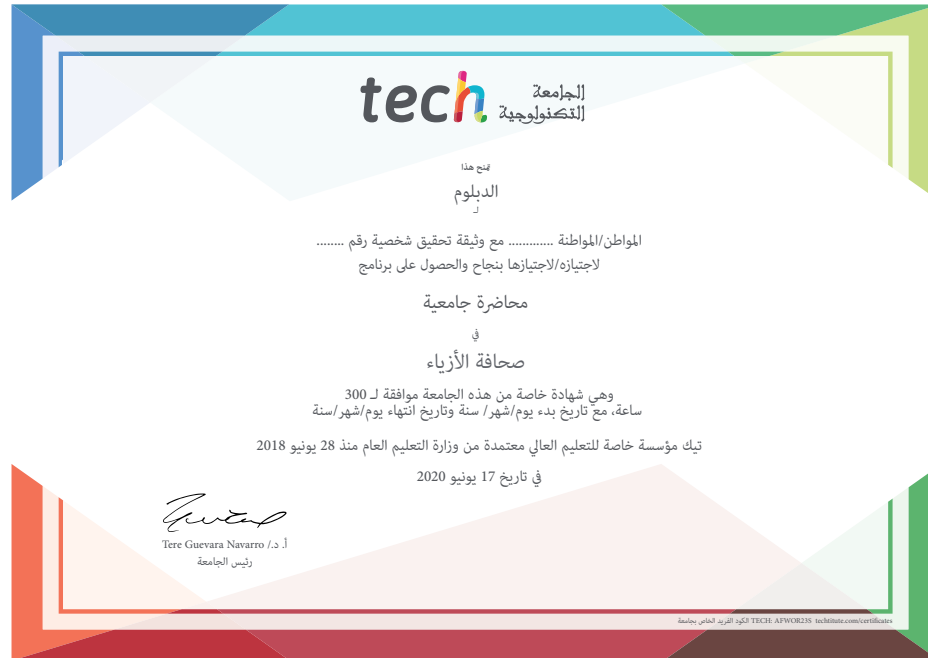 tech الجامعة
التكنولوجية
تمنح هذا
الدبلوم
لـ
المواطن/المواطنة ............. مع وثيقة تحقيق شخصية رقم ........
لاجتيازه/لاجتيازها بنجاح والحصول على برنامج
محاضرة جامعية
في
صحافة الأزياء
وهي شهادة خاصة من هذه الجامعة موافقة لـ 300
ساعة، مع تاريخ بدء يوم/شهر/ سنة وتاريخ انتهاء يوم/شهر/سنة
تيك مؤسسة خاصة للتعليم العالي معتمدة من وزارة التعليم العام منذ 28 يونيو 2018
في تاريخ 17 يونيو 2020
أ. د./ Tere Guevara Navarro
رئيس الجامعة
الكود الفريد الخاص بجامعة TECH: AFWOR23S techtitute.com/certificates